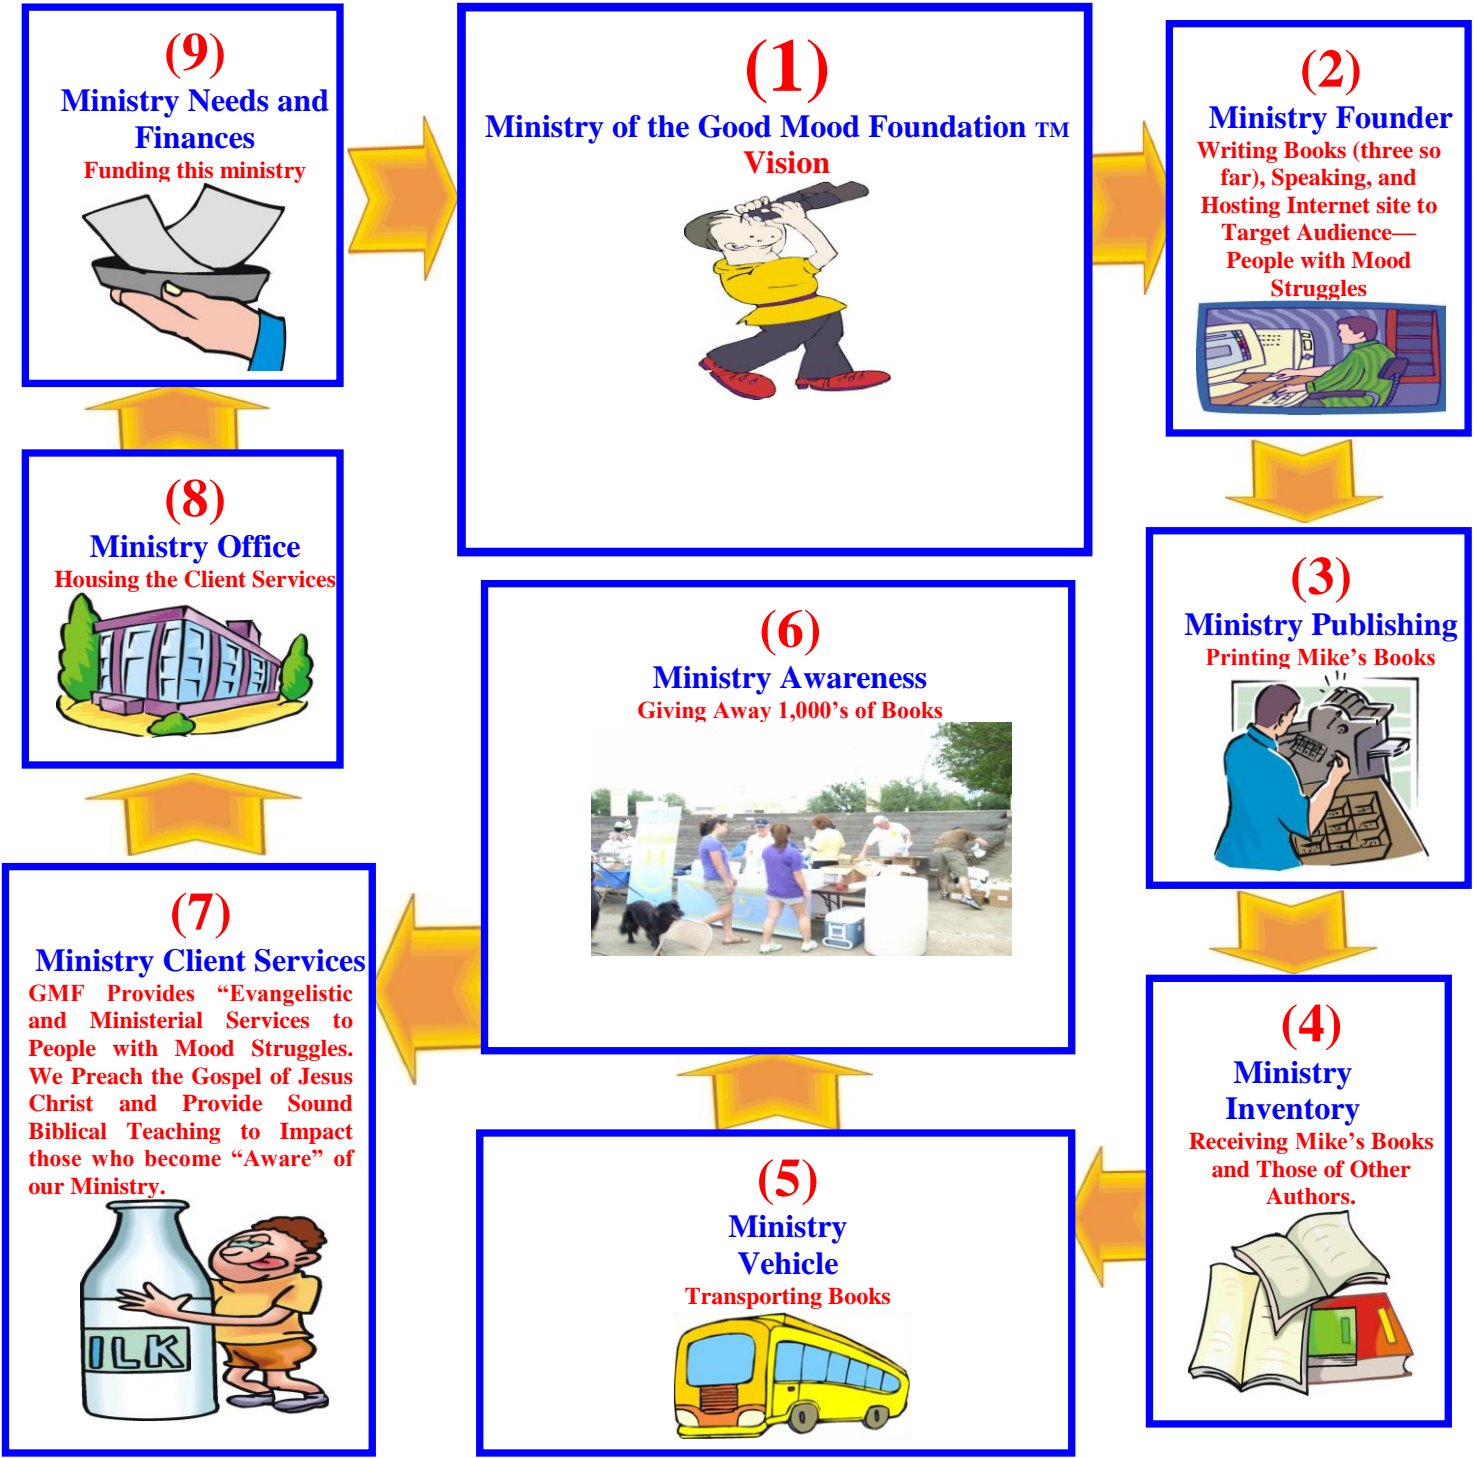 (1)
Ministry of the Good Mood Foundation TM
Vision
(2)
Ministry Founder
Writing Books (three so
far), Speaking, and
Hosting Internet site to
Target Audience—
People with Mood
Struggles
(3)
Ministry Publishing
Printing Mike’s Books
(4)
Ministry
Inventory
Receiving Mike’s Books
and Those of Other
Authors.
(5)
Ministry
Vehicle
Transporting Books
(6)
Ministry Awareness
Giving Away 1,000’s of Books
(7)
Ministry Client Services
GMF Provides “Evangelistic
and Ministerial Services to
People with Mood Struggles.
We Preach the Gospel of Jesus
Christ and Provide Sound
Biblical Teaching to Impact
those who become “Aware” of
our Ministry.
ILK
(8)
Ministry Office
Housing the Client Services
(9)
Ministry Needs and
Finances
Funding this ministry